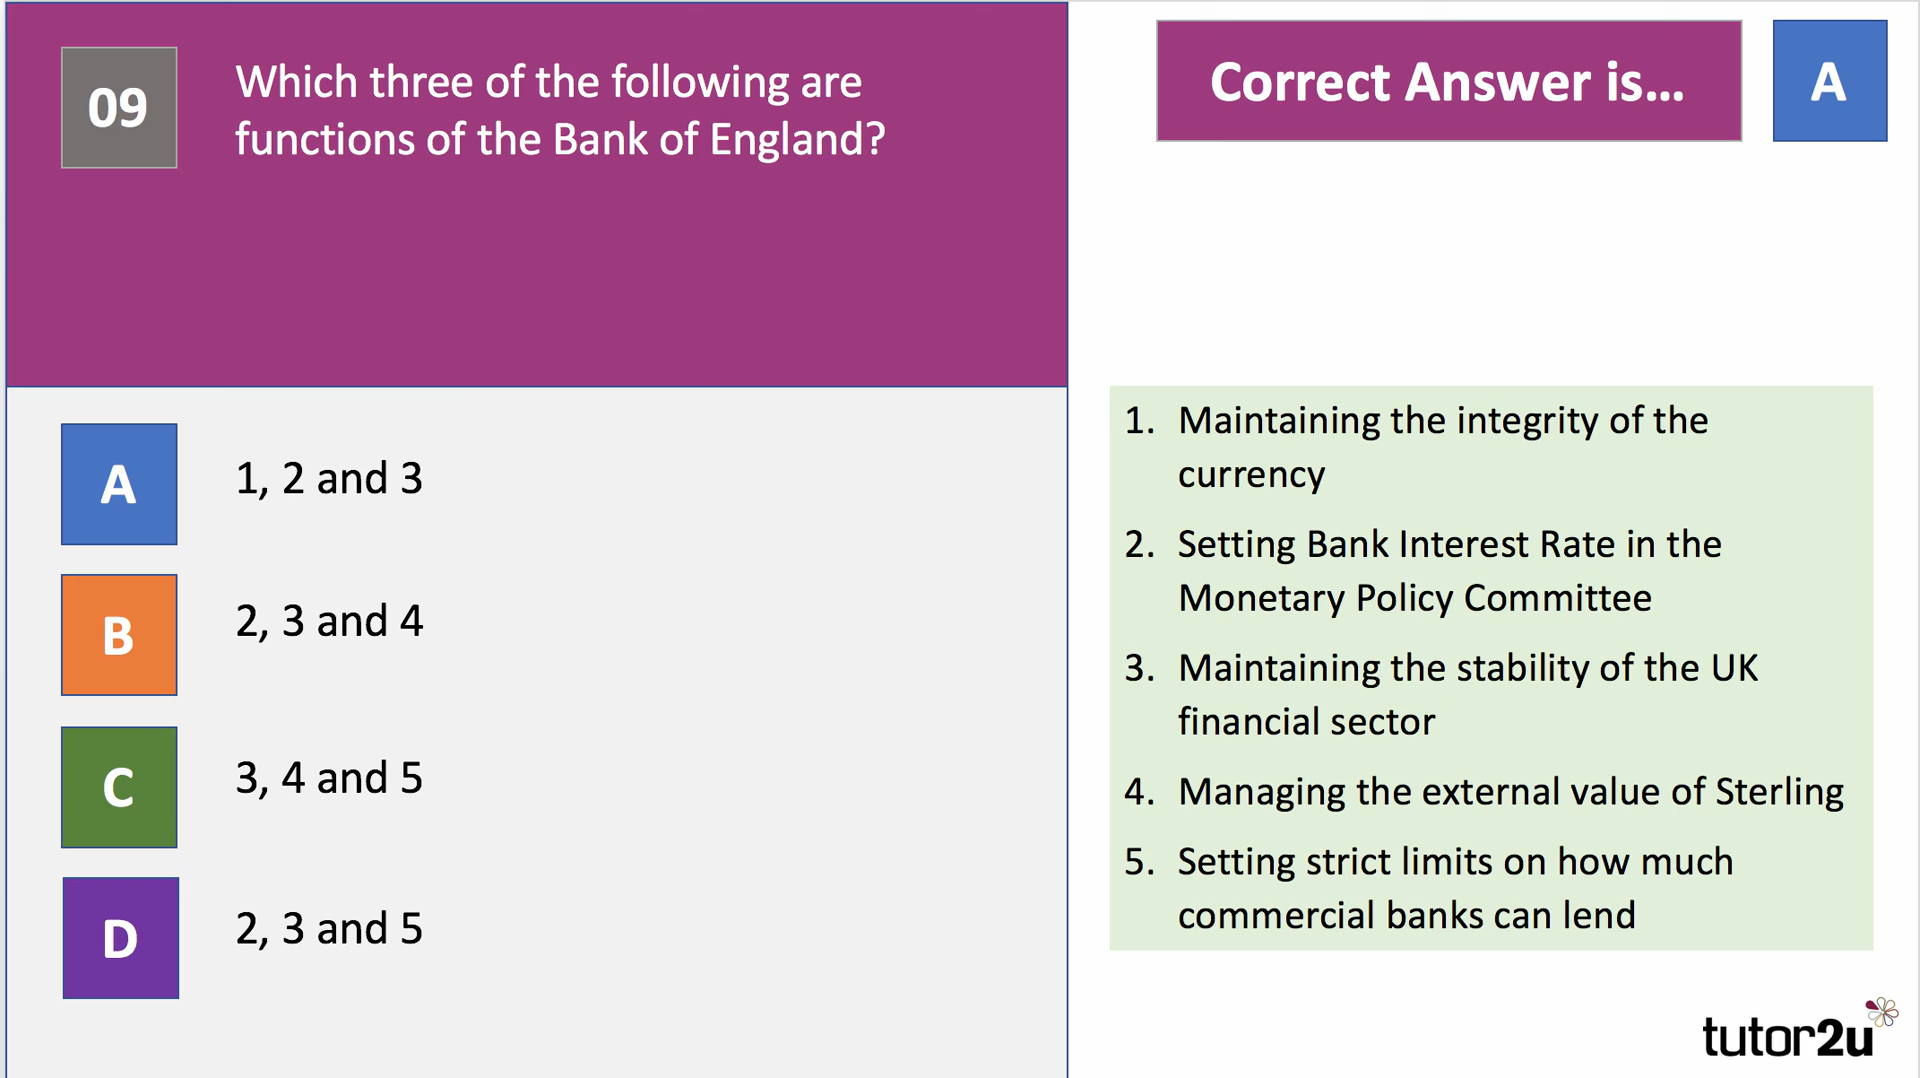 09
Which three of the following are
functions of the Bank of England?
A
1, 2 and 3
B
2, 3 and 4
C
3, 4 and 5
D
2, 3 and 5
Correct Answer is...
A
1. Maintaining the integrity of the
currency
2. Setting Bank Interest Rate in the
Monetary Policy Committee
3. Maintaining the stability of the UK
financial sector
4. Managing the external value of Sterling
5. Setting strict limits on how much
commercial banks can lend
tutor2u